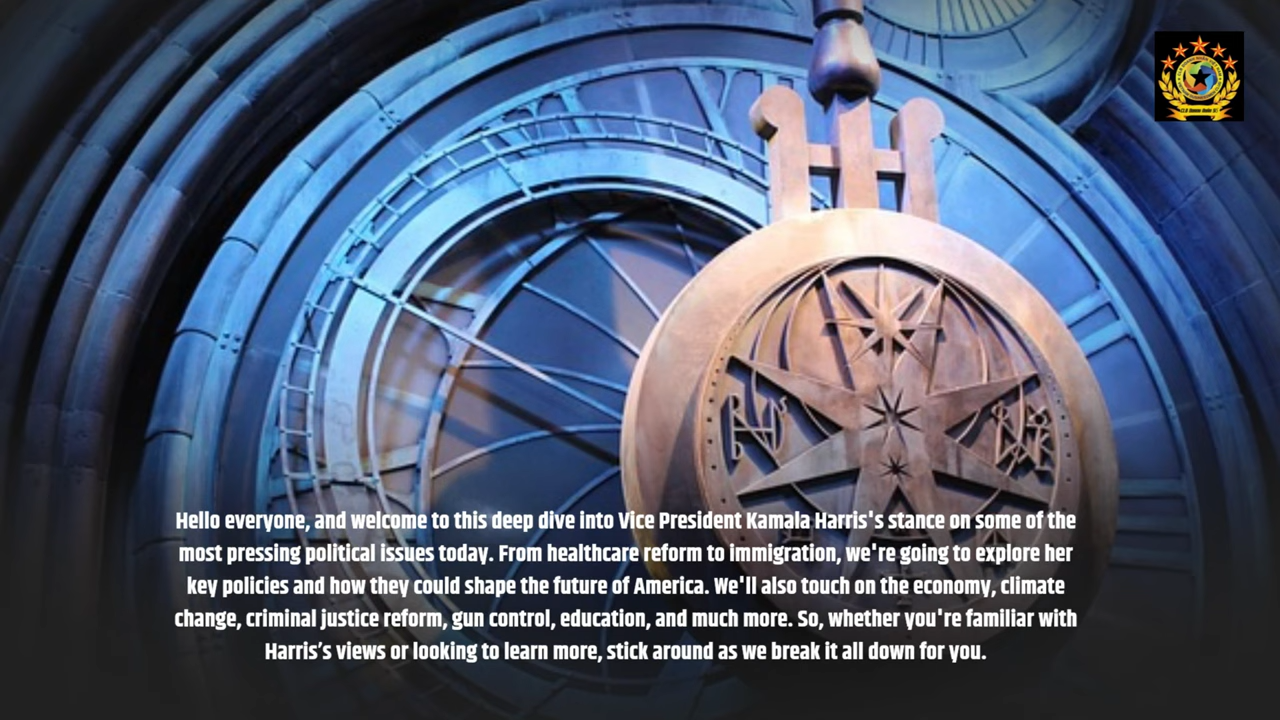 Hello everyone, and welcome to this deep dive into Vice President Kamala Harris's stance on some of the
most pressing political issues today. From healthcare reform to immigration, we're going to explore her
key policies and how they could shape the future of America. We'll also touch on the economy, climate
change, criminal justice reform, gun control, education, and much more. So, whether you're familiar with
Harris’s views or looking to learn more, stick around as we break it all down for you.